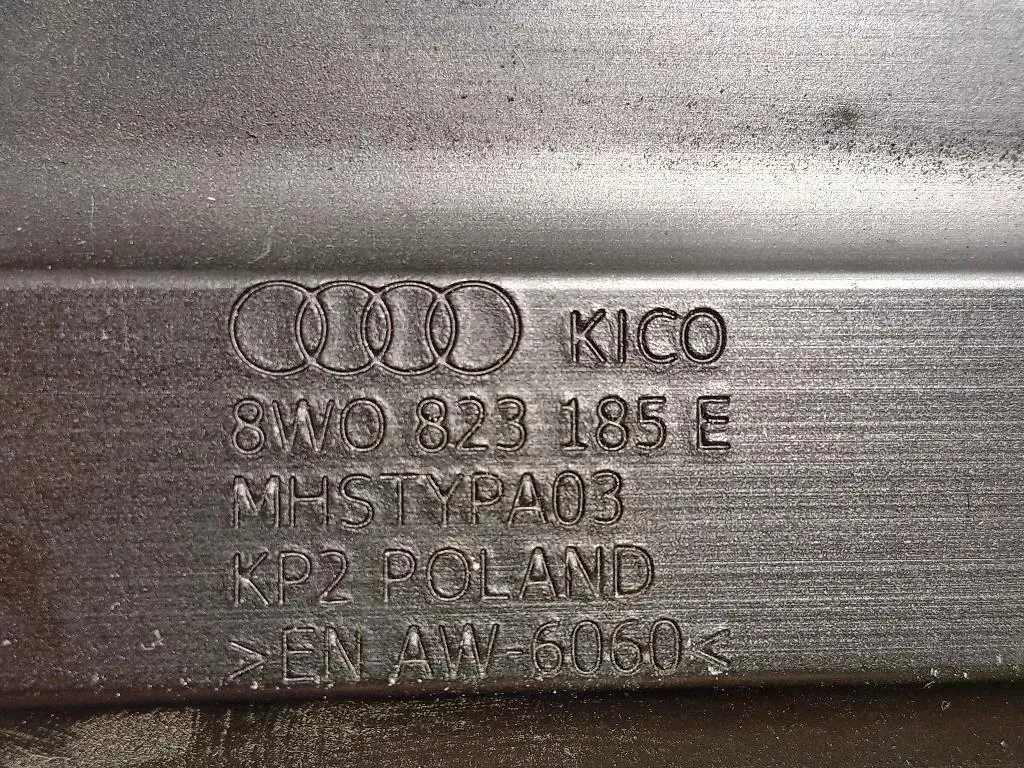 KICO
8W0 823 185 E
MHSTYPA03
KP2 POLAND
>EN AW-6060<